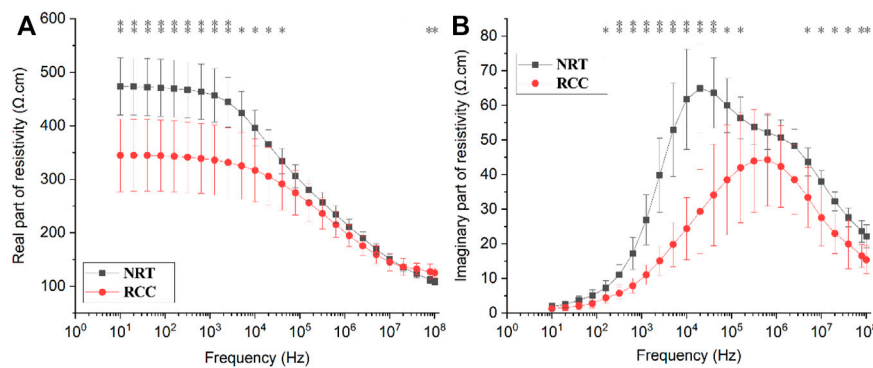 A
Real part of resistivity (Ω.cm)
600
500
400
300
200
100
NRT
RCC
10⁰ 10¹ 10² 10³ 10⁴ 10⁵ 10⁶ 10⁷ 10⁸
Frequency (Hz)
B
Imaginary part of resistivity (Ω.cm)
85
80
70
60
50
40
30
20
10
0
NRT
RCC
10⁰ 10¹ 10² 10³ 10⁴ 10⁵ 10⁶ 10⁷ 10⁸
Frequency (Hz)